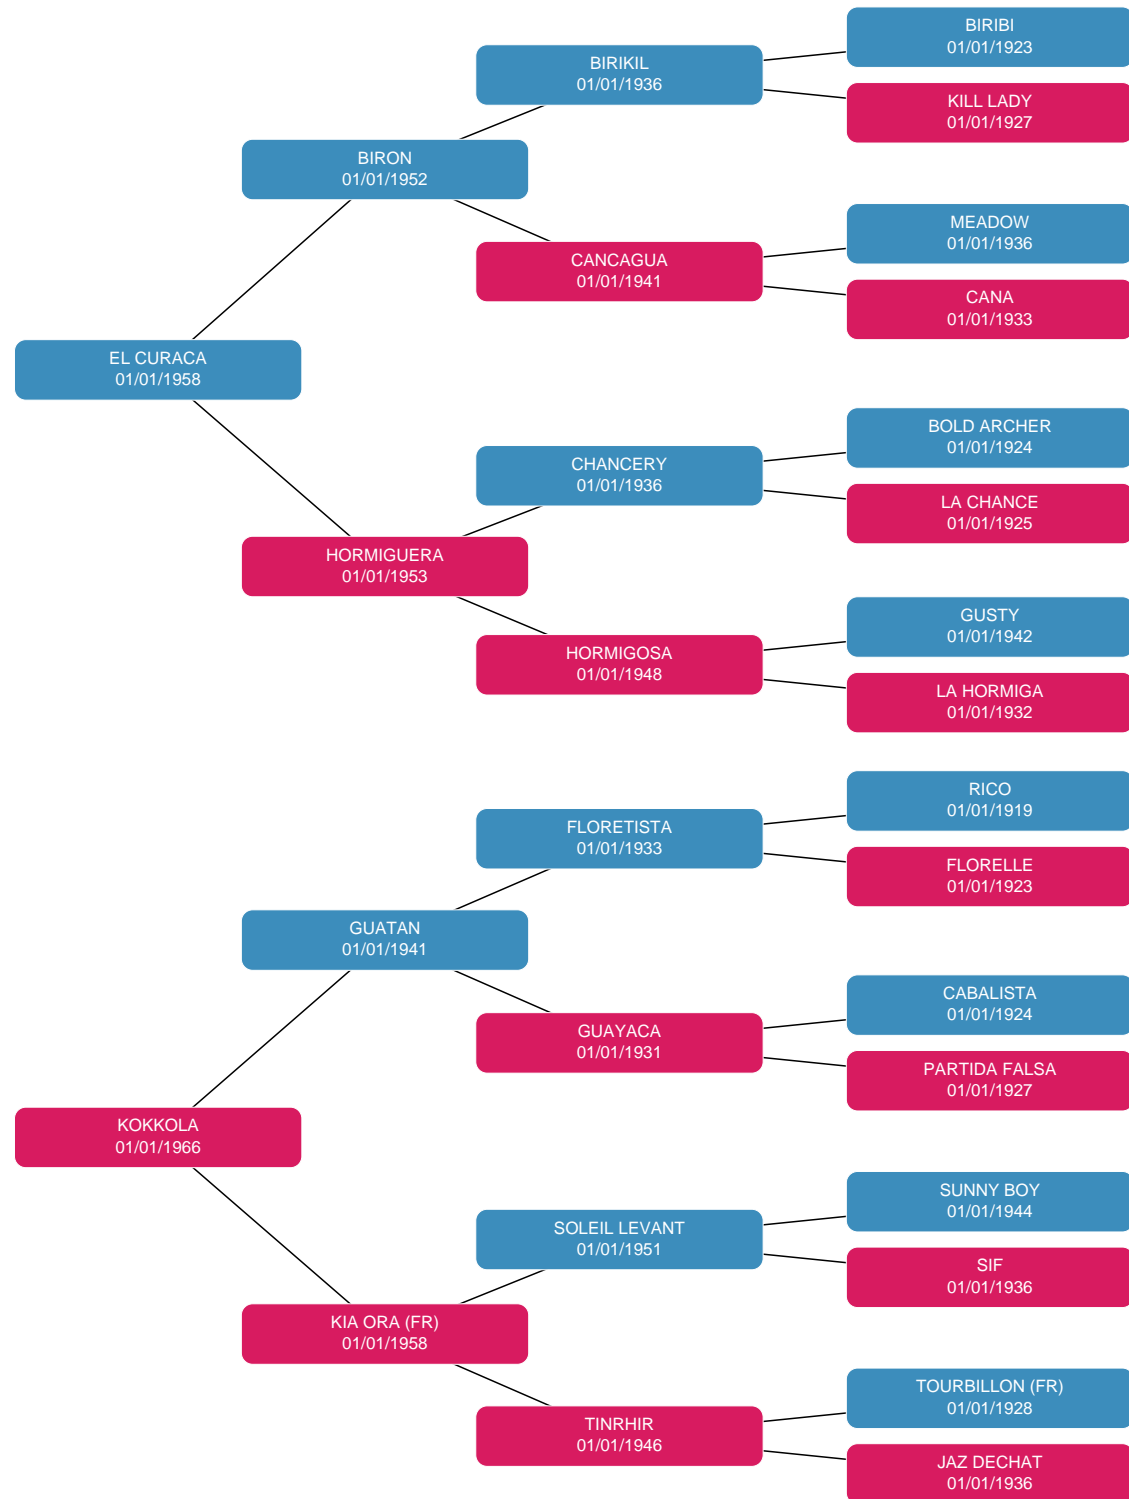 BIRIBI
01/01/1923
BIRIKIL
01/01/1936
KILL LADY
01/01/1927
BIRON
01/01/1952
MEADOW
01/01/1936
CANCAGUA
01/01/1941
CANA
01/01/1933
EL CURACA
01/01/1958
BOLD ARCHER
01/01/1924
CHANCERY
01/01/1936
LA CHANCE
01/01/1925
HORMIGUERA
01/01/1953
GUSTY
01/01/1942
HORMIGOSA
01/01/1948
LA HORMIGA
01/01/1932
RICO
01/01/1919
FLORETISTA
01/01/1933
FLORELLE
01/01/1923
GUATAN
01/01/1941
CABALISTA
01/01/1924
GUAYACA
01/01/1931
PARTIDA FALSA
01/01/1927
KOKKOLA
01/01/1966
SUNNY BOY
01/01/1944
SOLEIL LEVANT
01/01/1951
SIF
01/01/1936
KIA ORA (FR)
01/01/1958
TOURBILLON (FR)
01/01/1928
TINRHIR
01/01/1946
JAZ DECHAT
01/01/1936